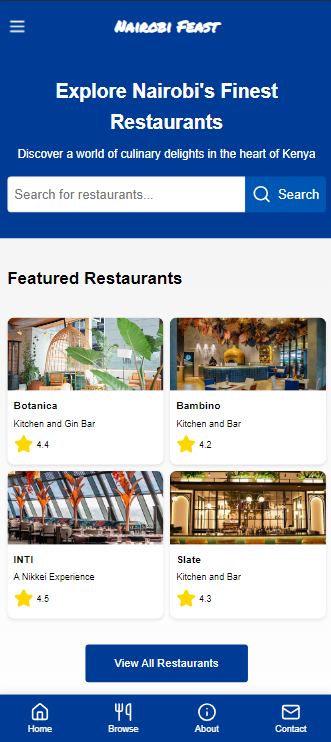 Nairobi Feast
Explore Nairobi's Finest
Restaurants
Discover a world of culinary delights in the heart of Kenya
Search for restaurants...
Search
Featured Restaurants
Botanica
Kitchen and Gin Bar
4.4
Bambino
Kitchen and Bar
4.2
INTI
A Nikkei Experience
4.5
Slate
Kitchen and Bar
4.3
View All Restaurants
Home
Browse
About
Contact